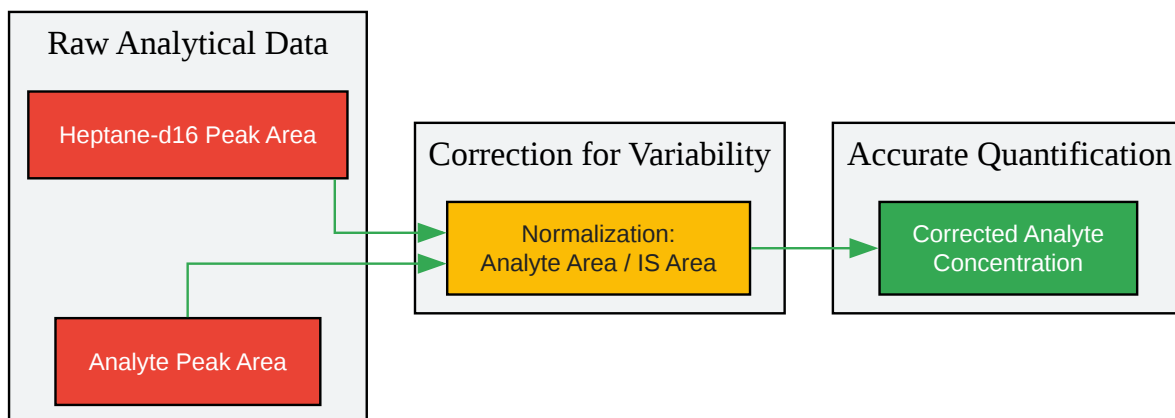 Raw Analytical Data
Heptane-d16 Peak Area
Analyte Peak Area
Correction for Variability
Normalization:
Analyte Area / IS Area
Accurate Quantification
Corrected Analyte
Concentration